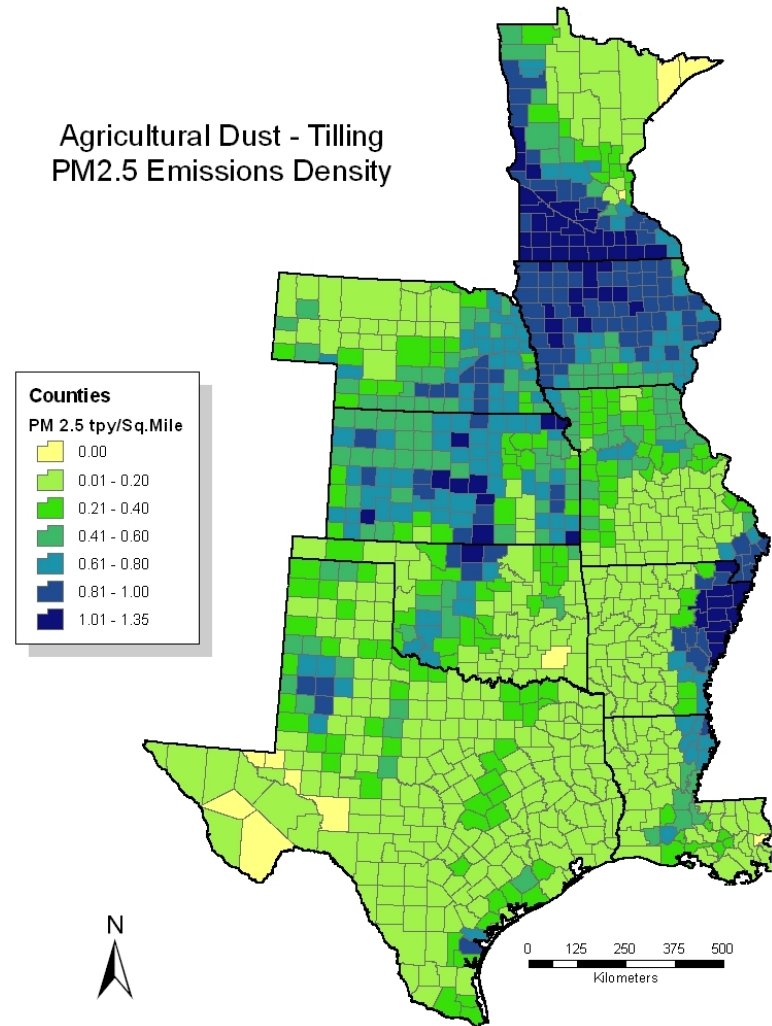 Agricultural Dust - Tilling
PM2.5 Emissions Density
Counties
PM 2.5 tpy/Sq.Mile
0.00
0.01 - 0.20
0.21 - 0.40
0.41 - 0.60
0.61 - 0.80
0.81 - 1.00
1.01 - 1.35
N
0 125 250 375 500
Kilometers